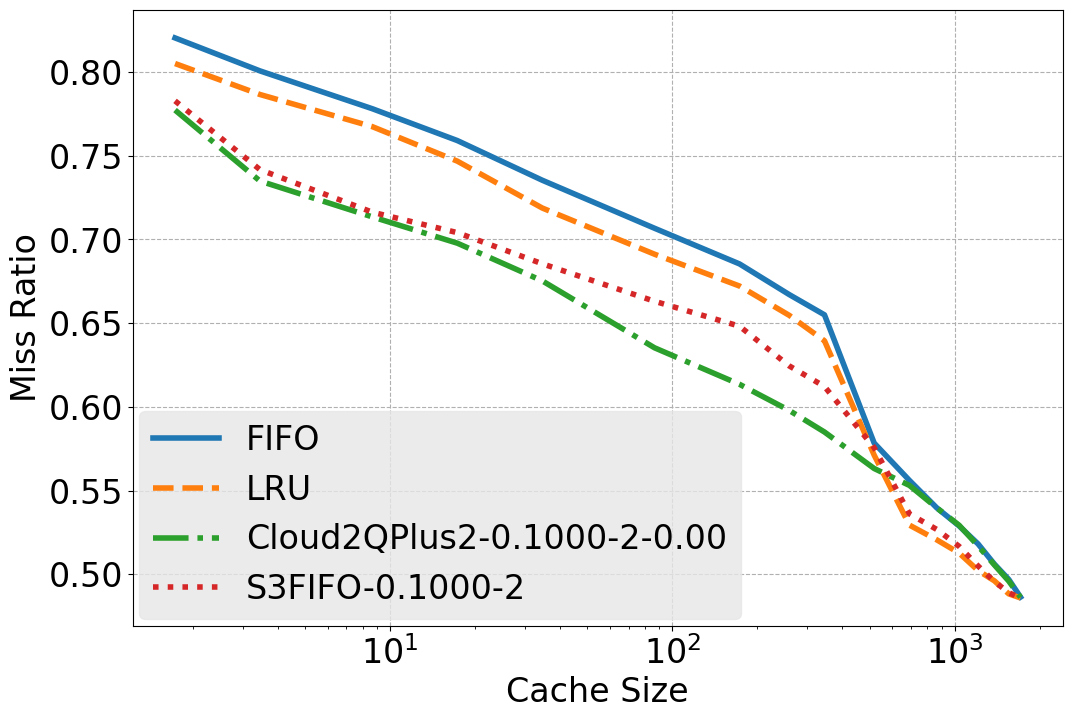 Miss Ratio
0.80
0.75
0.70
0.65
0.60
0.55
0.50
FIFO
LRU
Cloud2QPlus2-0.1000-2-0.00
S3FIFO-0.1000-2
10¹ 10² 10³
Cache Size